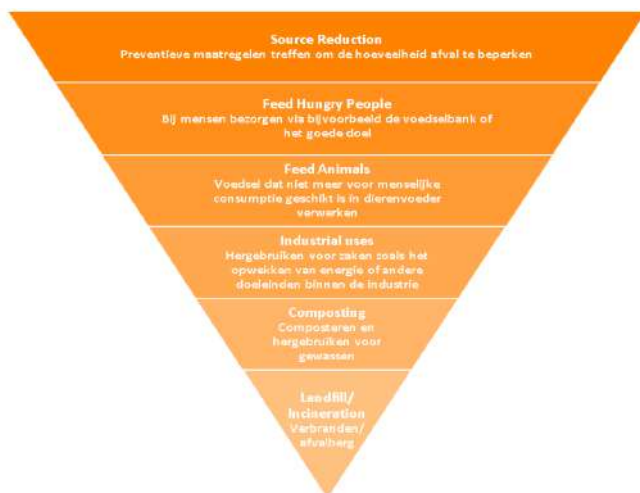 Source Reduction
Preventieve maatregelen treffen om de hoeveelheid afval te beperken
Feed Hungry People
Bij mensen bezorgen via bijvoorbeeld de voedselbank of
het goede doel
Feed Animals
Voedsel dat niet meer voor menselijke
consumptie geschikt is in dierenvoeder
verwerken
Industrial uses
Hergebruiken voor zaken zoals het
opwekken van energie of andere
doeleinden binnen de industrie
Composting
Composteren en
hergebruiken voor
gewassen
Landfill/
Incineration
Verbranden/
afvalberg